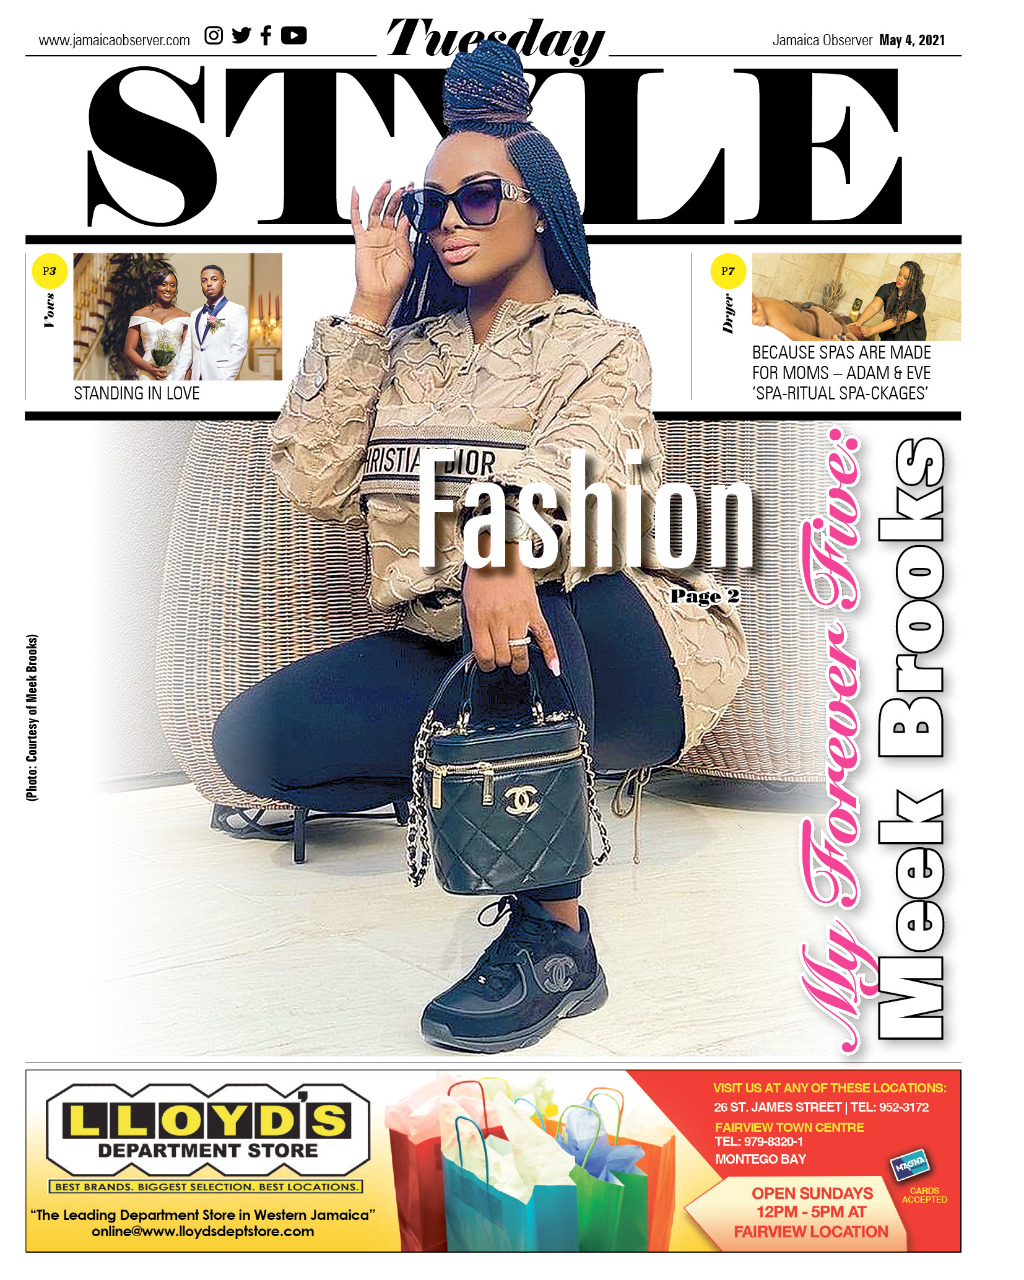 www.jamaicaobserver.com
Tuesday
Jamaica Observer May 4, 2021
STYLE
P3
Vows
STANDING IN LOVE
P7
Dryer
BECAUSE SPAS ARE MADE
FOR MOMS – ADAM & EVE
‘SPA-RITUAL SPA-CKAGES’
CHRISTIAN DIOR
Fashion
Page 2
My Forever Five:
Meek Brooks
(Photo: Courtesy of Meek Brooks)
LLOYD'S
DEPARTMENT STORE
BEST BRANDS. BIGGEST SELECTION. BEST LOCATIONS.
“The Leading Department Store in Western Jamaica”
online@www.lloydsdeptstore.com
VISIT US AT ANY OF THESE LOCATIONS:
26 ST. JAMES STREET | TEL: 952-3172
FAIRVIEW TOWN CENTRE
TEL: 979-8320-1
MONTEGO BAY
OPEN SUNDAYS
12PM - 5PM AT
FAIRVIEW LOCATION
MAGNA
CARDS
ACCEPTED